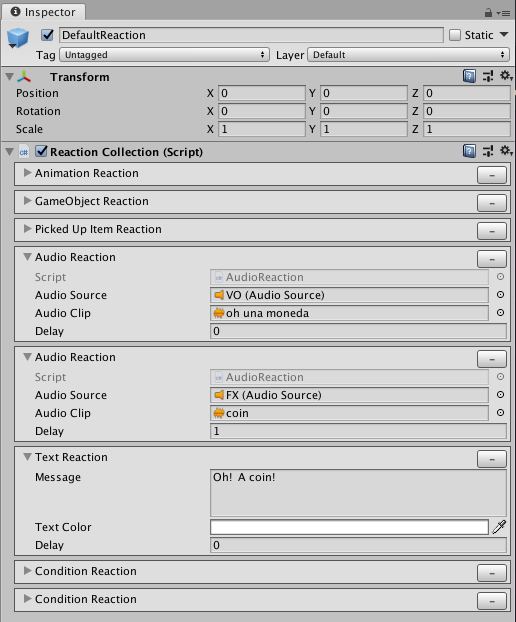 Inspector
DefaultReaction Static
Tag Untagged Layer Default
Transform
Position X 0 Y 0 Z 0
Rotation X 0 Y 0 Z 0
Scale X 1 Y 1 Z 1
Reaction Collection (Script)
Animation Reaction
GameObject Reaction
Picked Up Item Reaction
Audio Reaction
Script AudioReaction
Audio Source VO (Audio Source)
Audio Clip oh una moneda
Delay 0
Audio Reaction
Script AudioReaction
Audio Source FX (Audio Source)
Audio Clip coin
Delay 1
Text Reaction
Message Oh! A coin!
Text Color
Delay 0
Condition Reaction
Condition Reaction